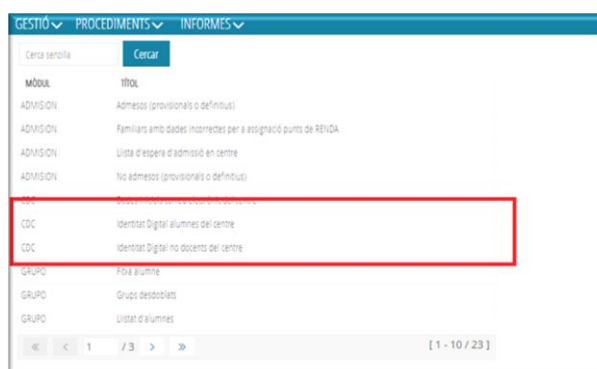 GESTIÓ PROCEDIMENTS INFORMES
Cerca senzilla Cercar
MÒDUL TÍTOL
ADMISION Admesos (provisionals o definitius)
ADMISION Familiars amb dades incorrectes per a assignació punts de RENDA
ADMISION Llista d'espera d'admissió en centre
ADMISION No admesos (provisionals o definitius)
CDC
CDC Identitat Digital alumnes del centre
CDC Identitat Digital no docents del centre
GRUPO Fitxa alumne
GRUPO Grups desdoblats
GRUPO Llistat d'alumnes
« < 1 / 3 > » [ 1 - 10 / 23 ]